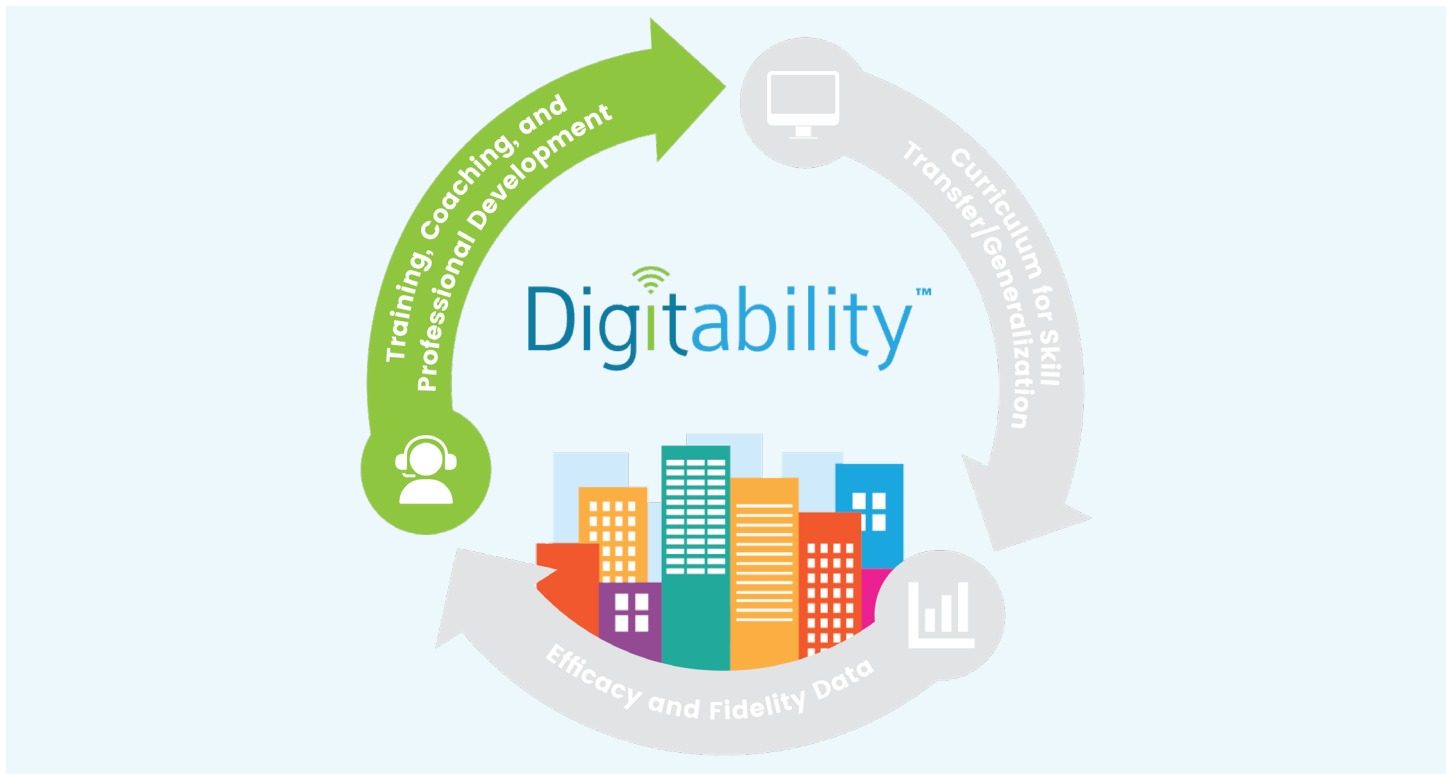 Training, Coaching, and
Professional Development
Curriculum for Skill
Transfer/Generalization
Digitability™
Efficacy and Fidelity Data